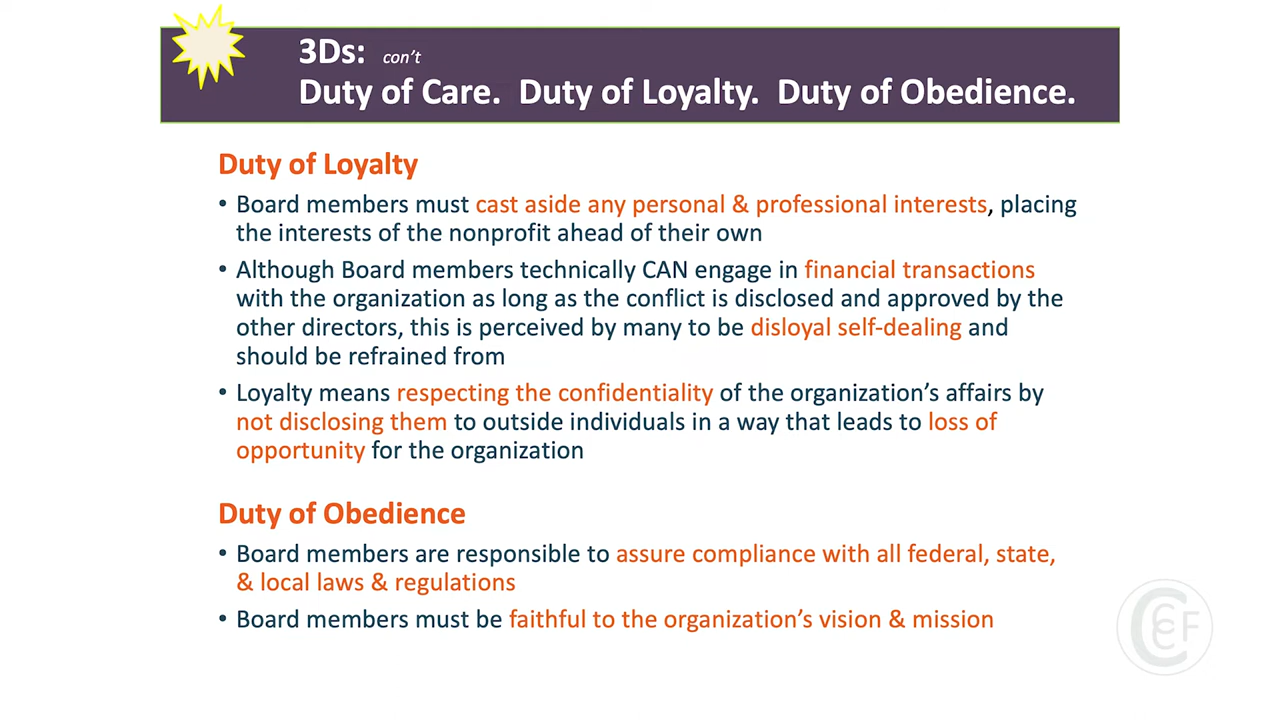 3Ds: con’t
Duty of Care. Duty of Loyalty. Duty of Obedience.
Duty of Loyalty
• Board members must cast aside any personal & professional interests, placing
the interests of the nonprofit ahead of their own
• Although Board members technically CAN engage in financial transactions
with the organization as long as the conflict is disclosed and approved by the
other directors, this is perceived by many to be disloyal self-dealing and
should be refrained from
• Loyalty means respecting the confidentiality of the organization’s affairs by
not disclosing them to outside individuals in a way that leads to loss of
opportunity for the organization
Duty of Obedience
• Board members are responsible to assure compliance with all federal, state,
& local laws & regulations
• Board members must be faithful to the organization’s vision & mission